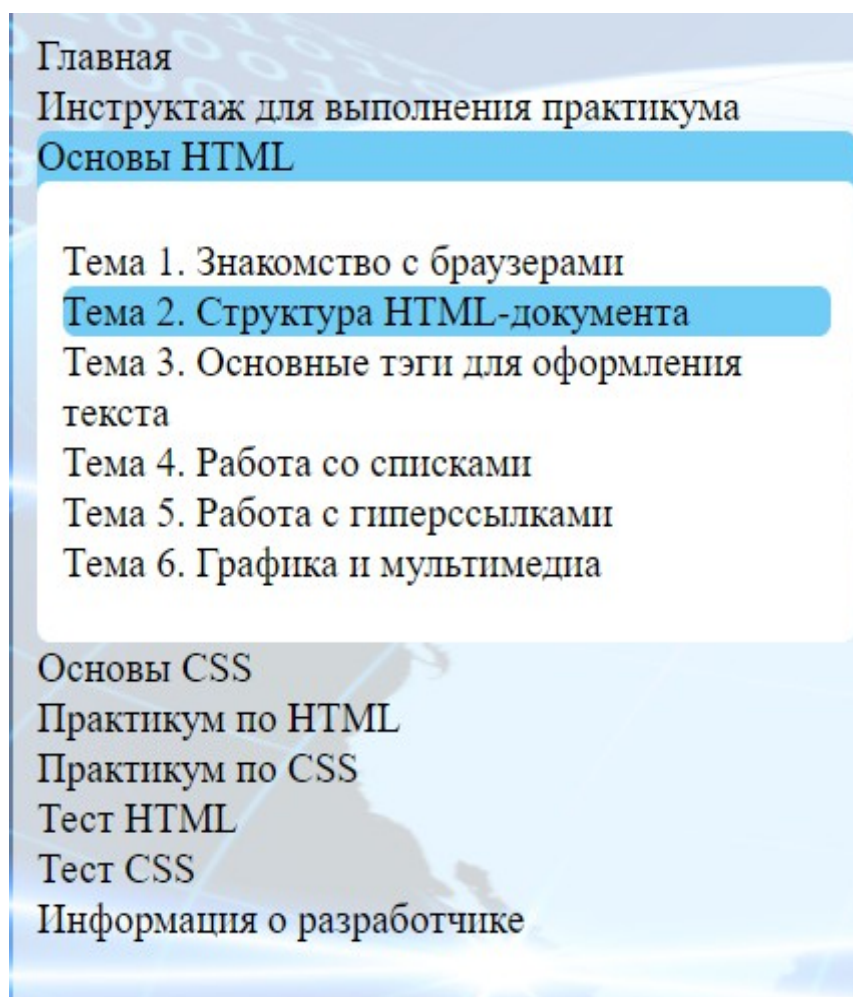 Главная
Инструктаж для выполнения практикума
Основы HTML
Тема 1. Знакомство с браузерами
Тема 2. Структура HTML-документа
Тема 3. Основные тэги для оформления
текста
Тема 4. Работа со списками
Тема 5. Работа с гиперссылками
Тема 6. Графика и мультимедиа
Основы CSS
Практикум по HTML
Практикум по CSS
Тест HTML
Тест CSS
Информация о разработчике